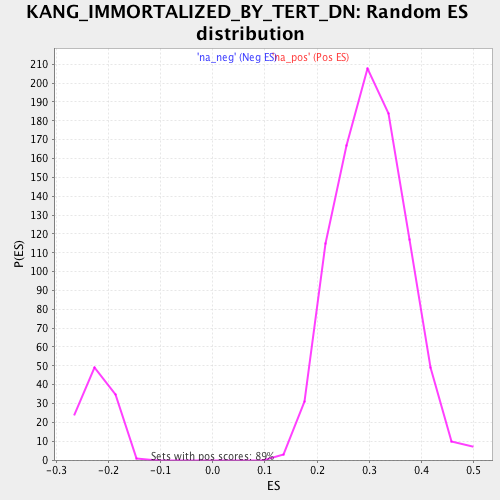 KANG_IMMORTALIZED_BY_TERT_DN: Random ES
distribution
'na_neg' (Neg ES)
'na_pos' (Pos ES)
P(ES)
210
200
190
180
170
160
150
140
130
120
110
100
90
80
70
60
50
40
30
20
10
0
Sets with pos scores: 89%
-0.3 -0.2 -0.1 0.0 0.1 0.2 0.3 0.4 0.5
ES